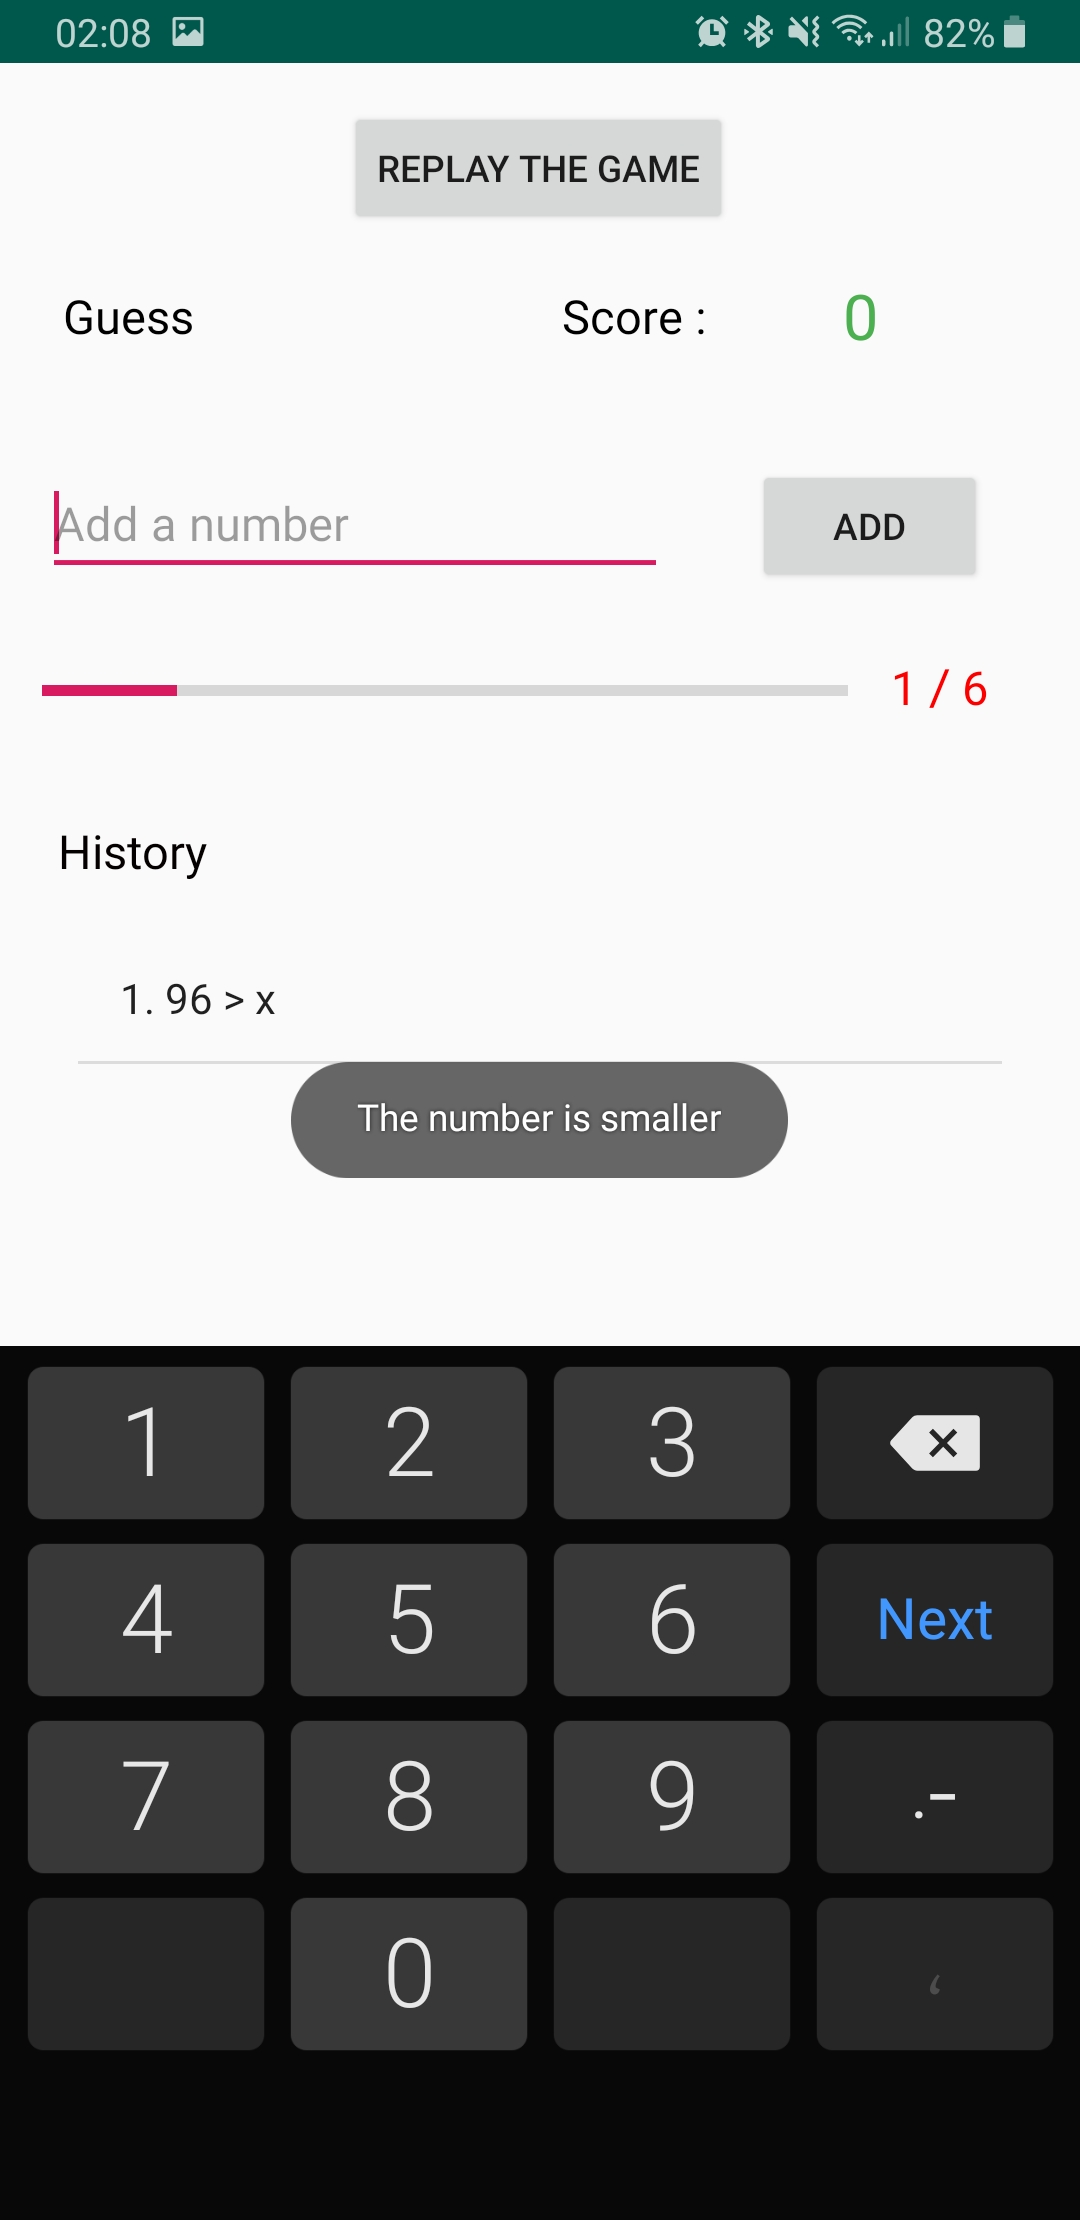 02:08 82%
REPLAY THE GAME
Guess Score : 0
Add a number ADD
1 / 6
History
1. 96 > x
The number is smaller
1 2 3
4 5 6 Next
7 8 9 .-
0 ،